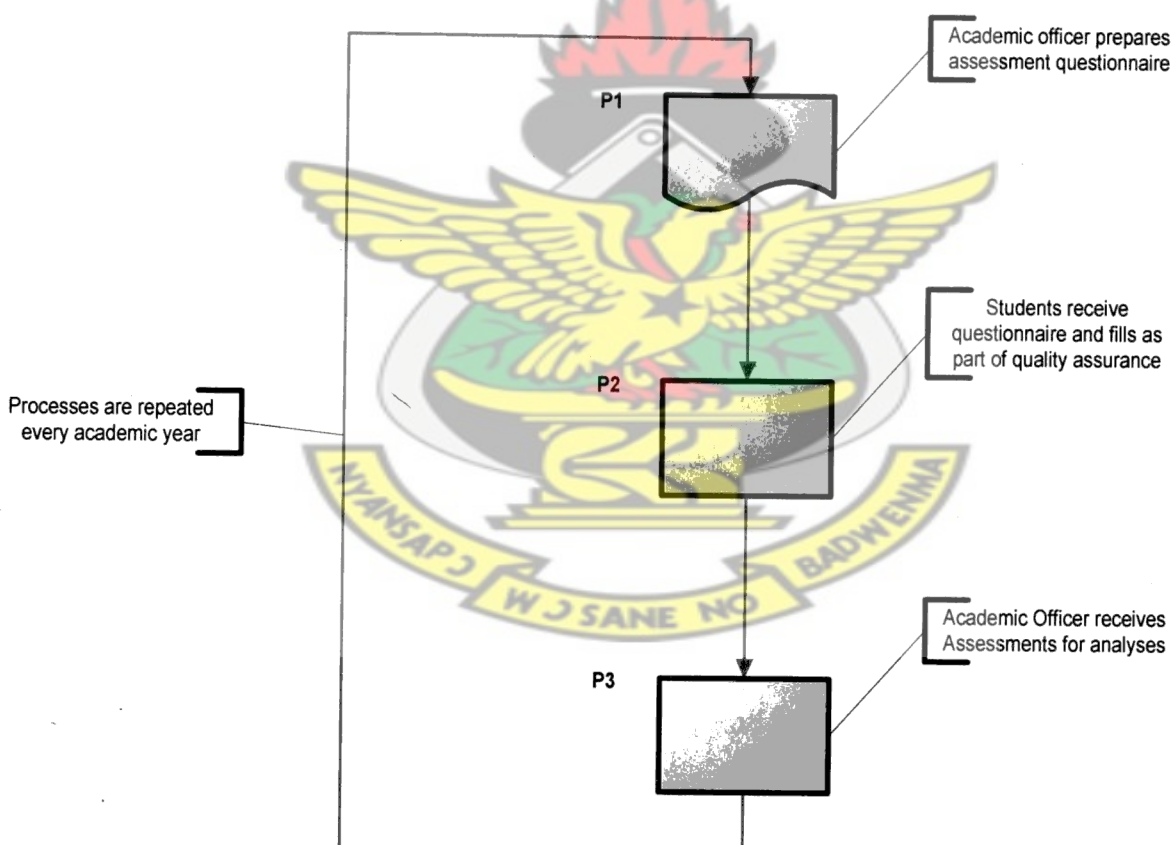 Academic officer prepares
assessment questionnaire
P1
Students receive
questionnaire and fills as
part of quality assurance
P2
Processes are repeated
every academic year
NYANSAPƆ
WƆSANE NO
BADWENMA
Academic Officer receives
Assessments for analyses
P3